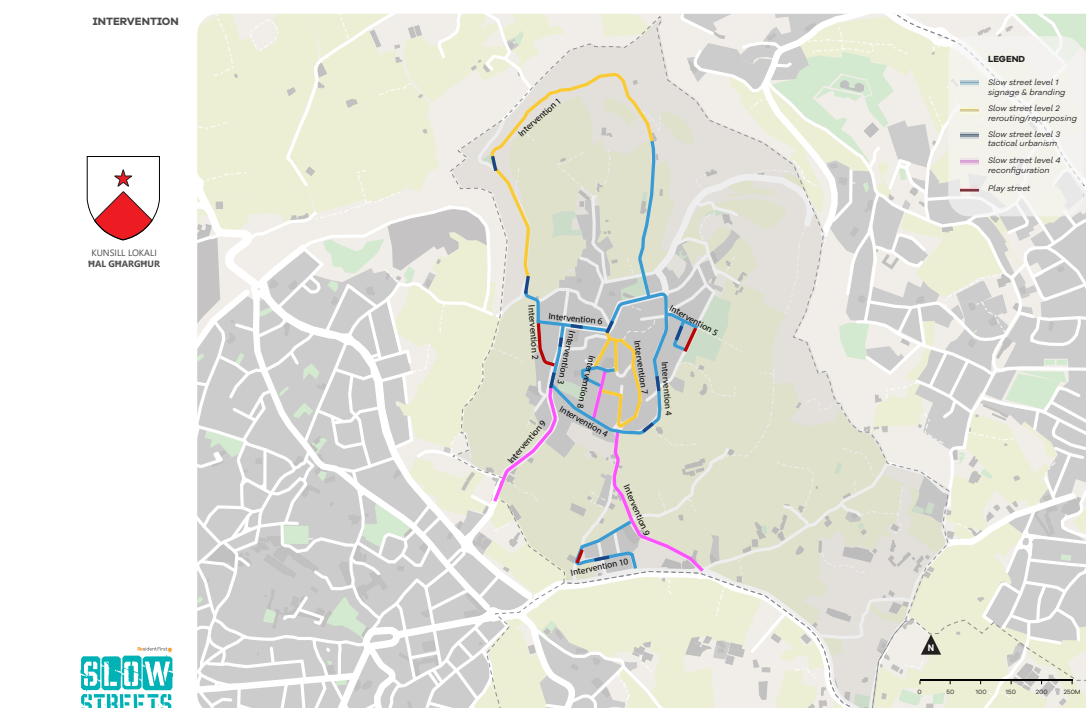 INTERVENTION
KUNSILL LOKALI
ĦAL GĦARGĦUR
ResidentFirst
SLOW
STREETS
LEGEND
Slow street level 1
signage & branding
Slow street level 2
rerouting/repurposing
Slow street level 3
tactical urbanism
Slow street level 4
reconfiguration
Play street
Intervention 1
Intervention 2
Intervention 6
Intervention 5
Intervention 3
Intervention 8
Intervention 7
Intervention 4
Intervention 4
Intervention 9
Intervention 9
Intervention 10
N
0 50 100 150 200 250M